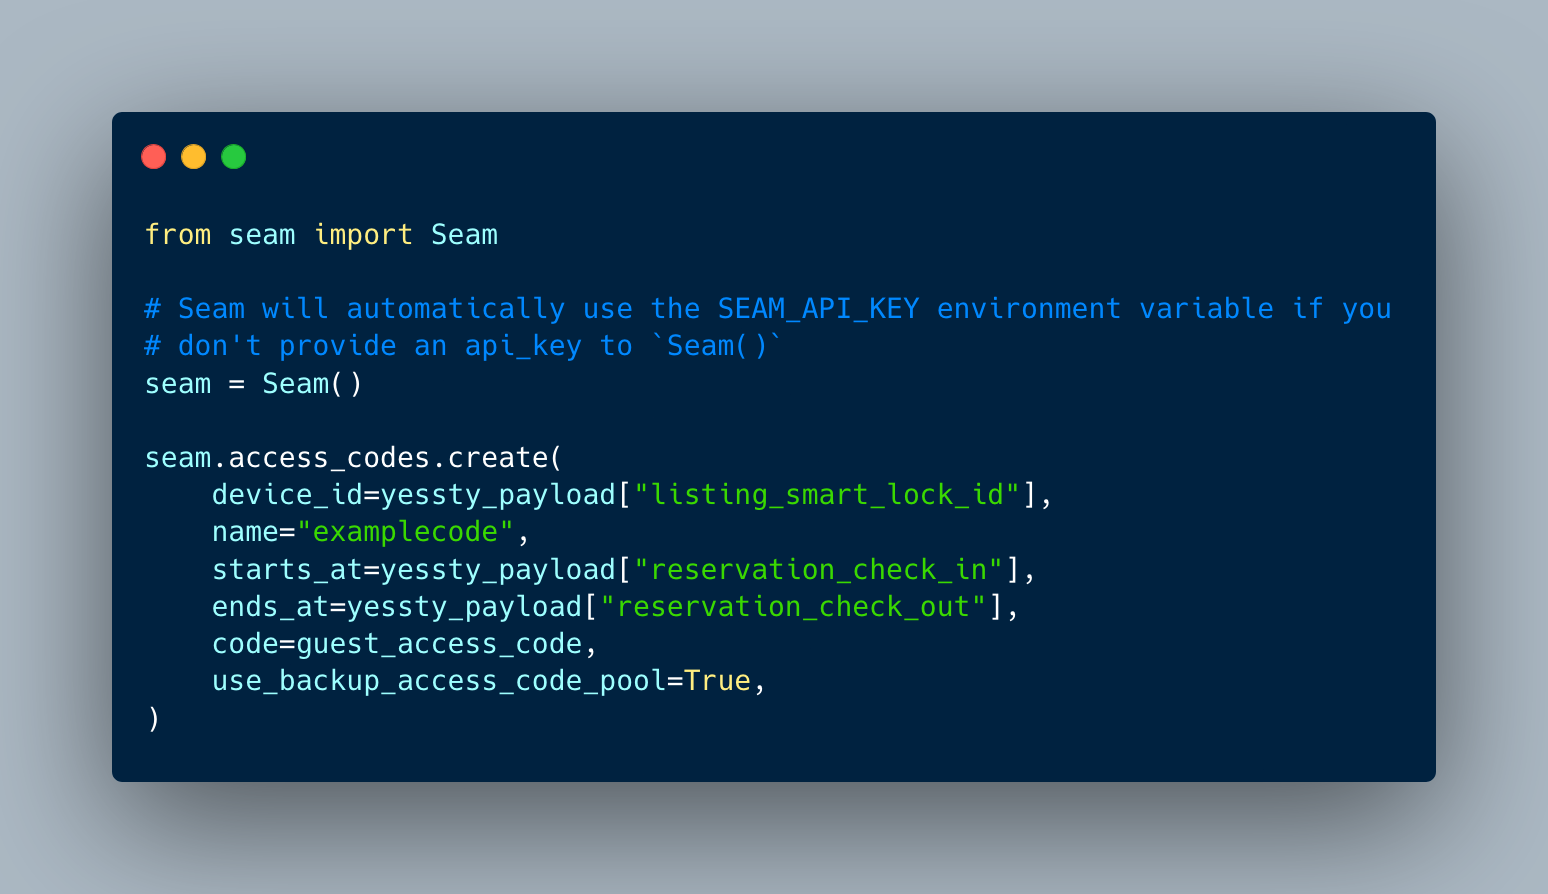 from seam import Seam
# Seam will automatically use the SEAM_API_KEY environment variable if you
# don't provide an api_key to `Seam()`
seam = Seam()
seam.access_codes.create(
    device_id=yessty_payload["listing_smart_lock_id"],
    name="examplecode",
    starts_at=yessty_payload["reservation_check_in"],
    ends_at=yessty_payload["reservation_check_out"],
    code=guest_access_code,
    use_backup_access_code_pool=True,
)